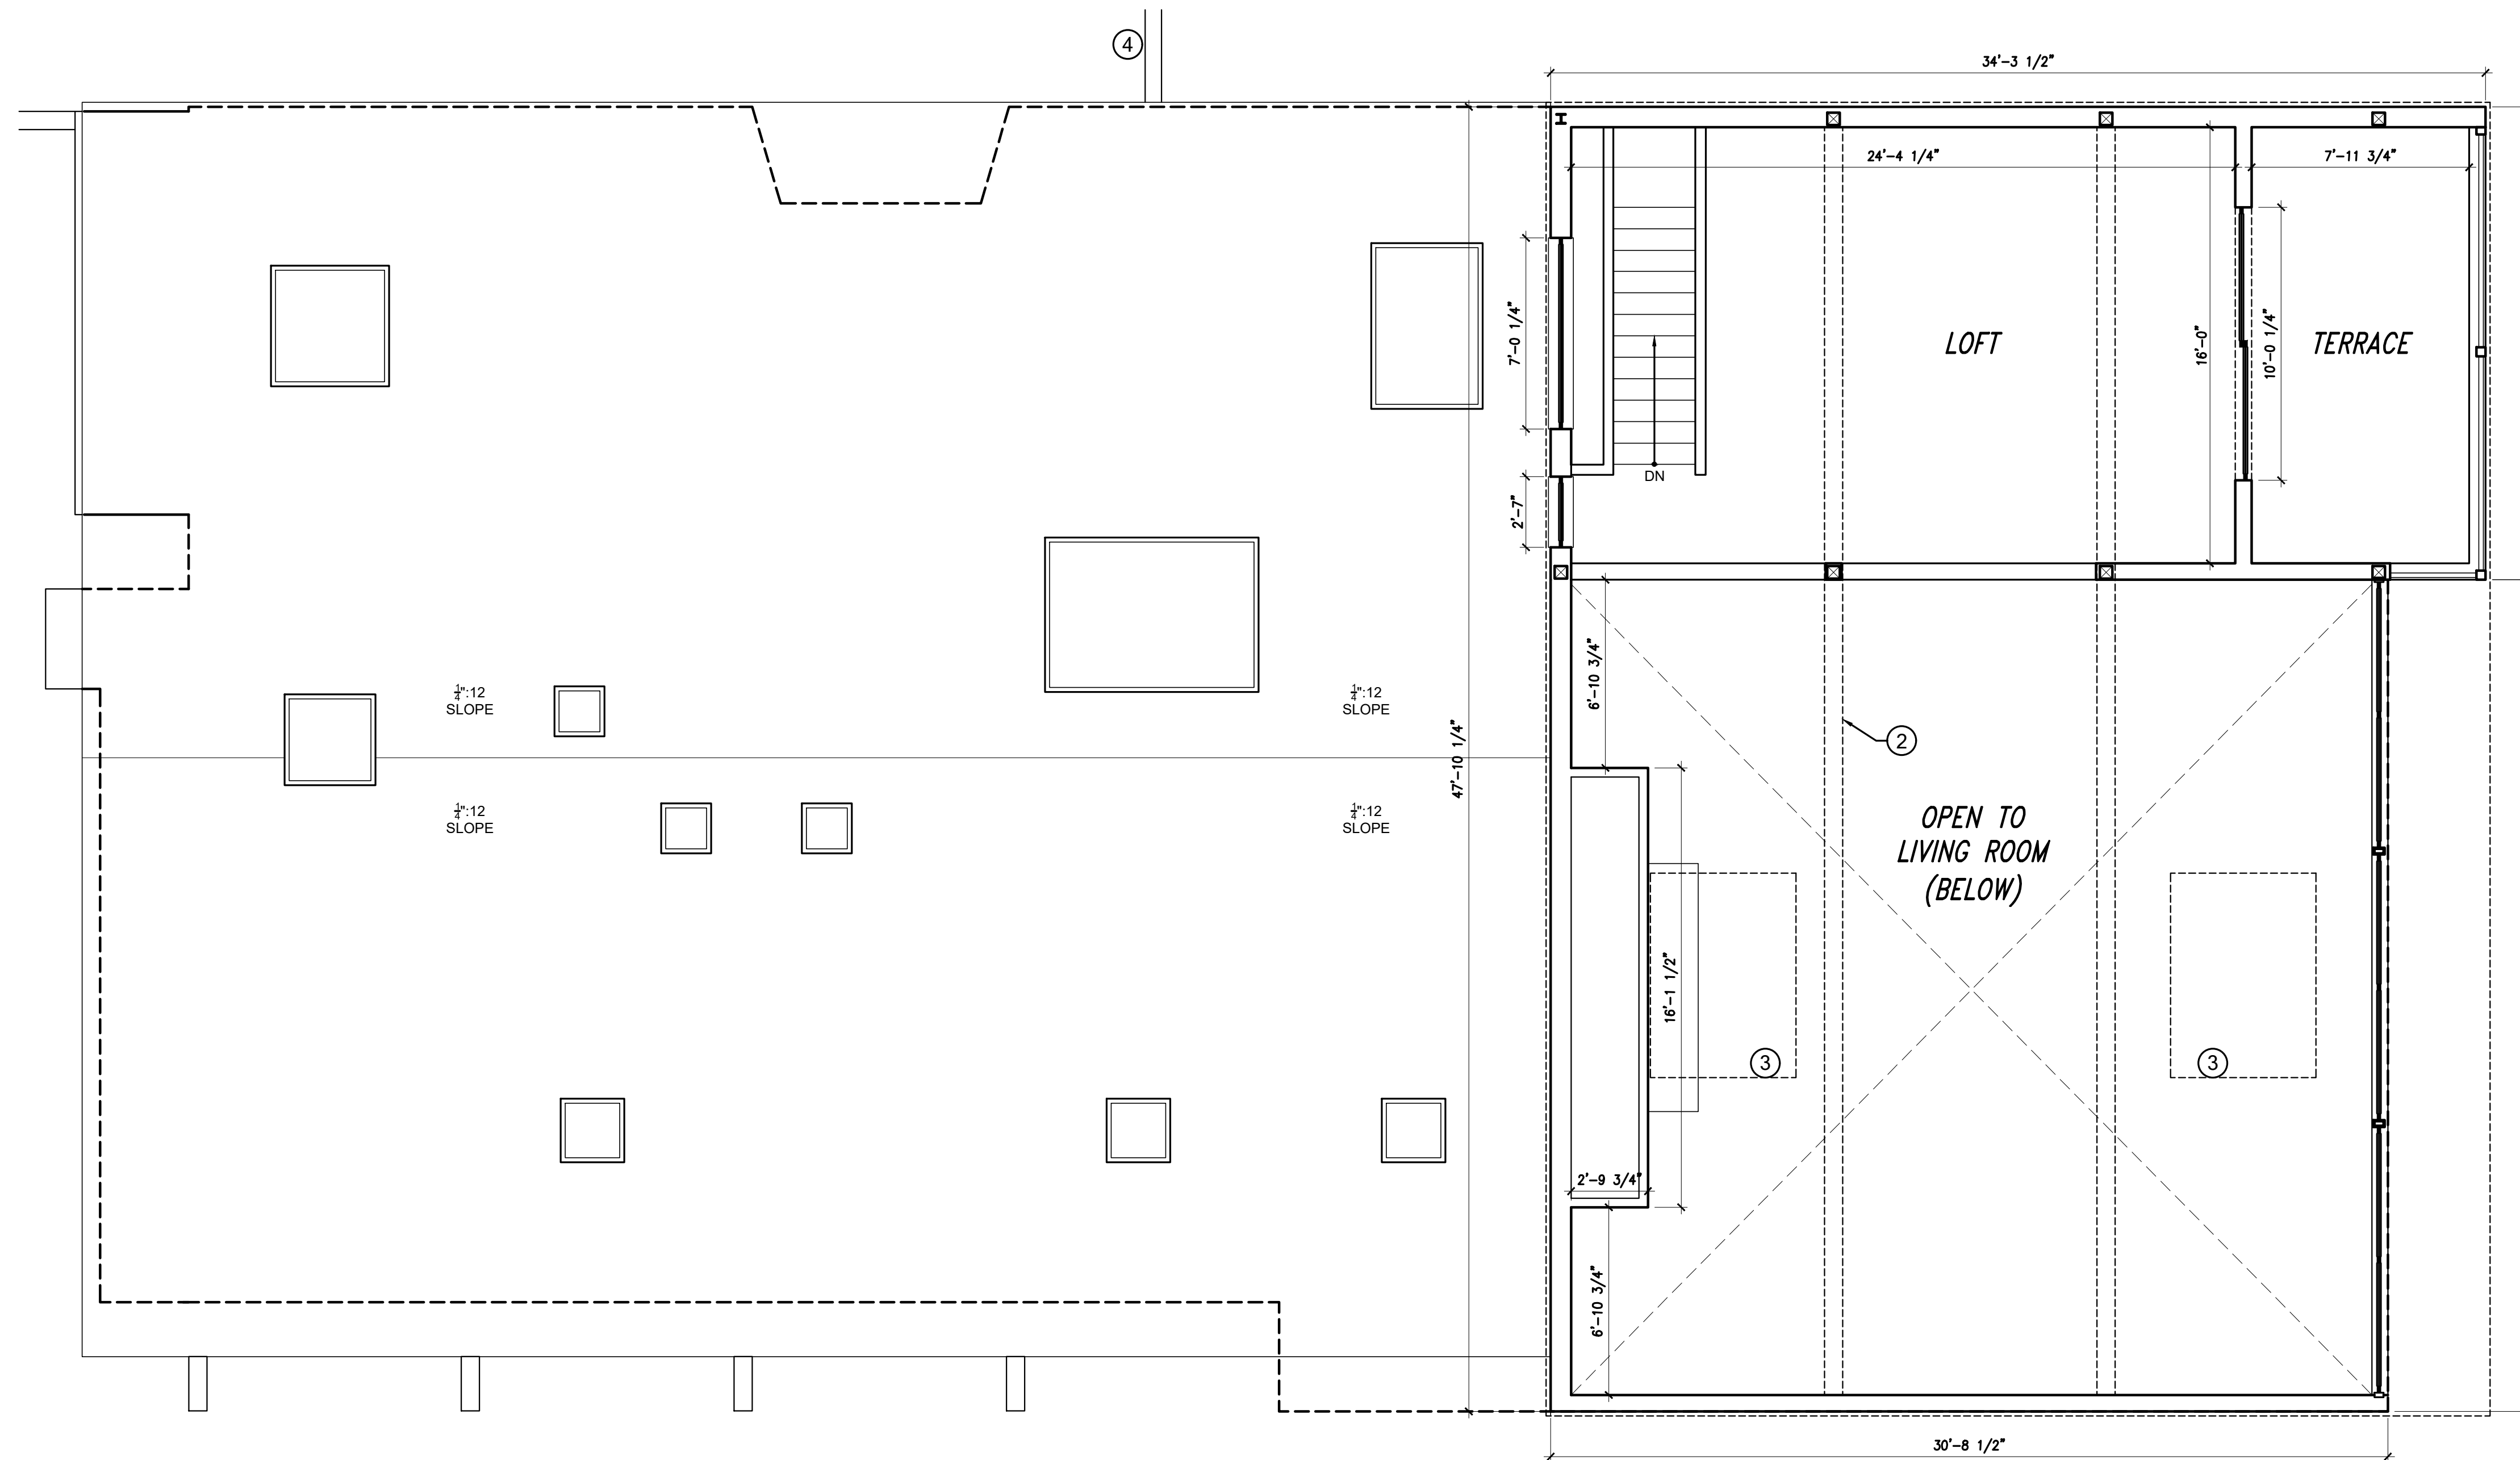 4
34'-3 1/2"
24'-4 1/4"
7'-11 3/4"
7'-0 1/4"
LOFT
16'-0"
10'-0 1/4"
TERRACE
DN
2'-7"
6'-10 3/4"
1/4":12
SLOPE
1/4":12
SLOPE
47'-10 1/4"
2
1/4":12
SLOPE
1/4":12
SLOPE
OPEN TO
LIVING ROOM
(BELOW)
16'-1 1/2"
3
3
2'-9 3/4"
6'-10 3/4"
30'-8 1/2"